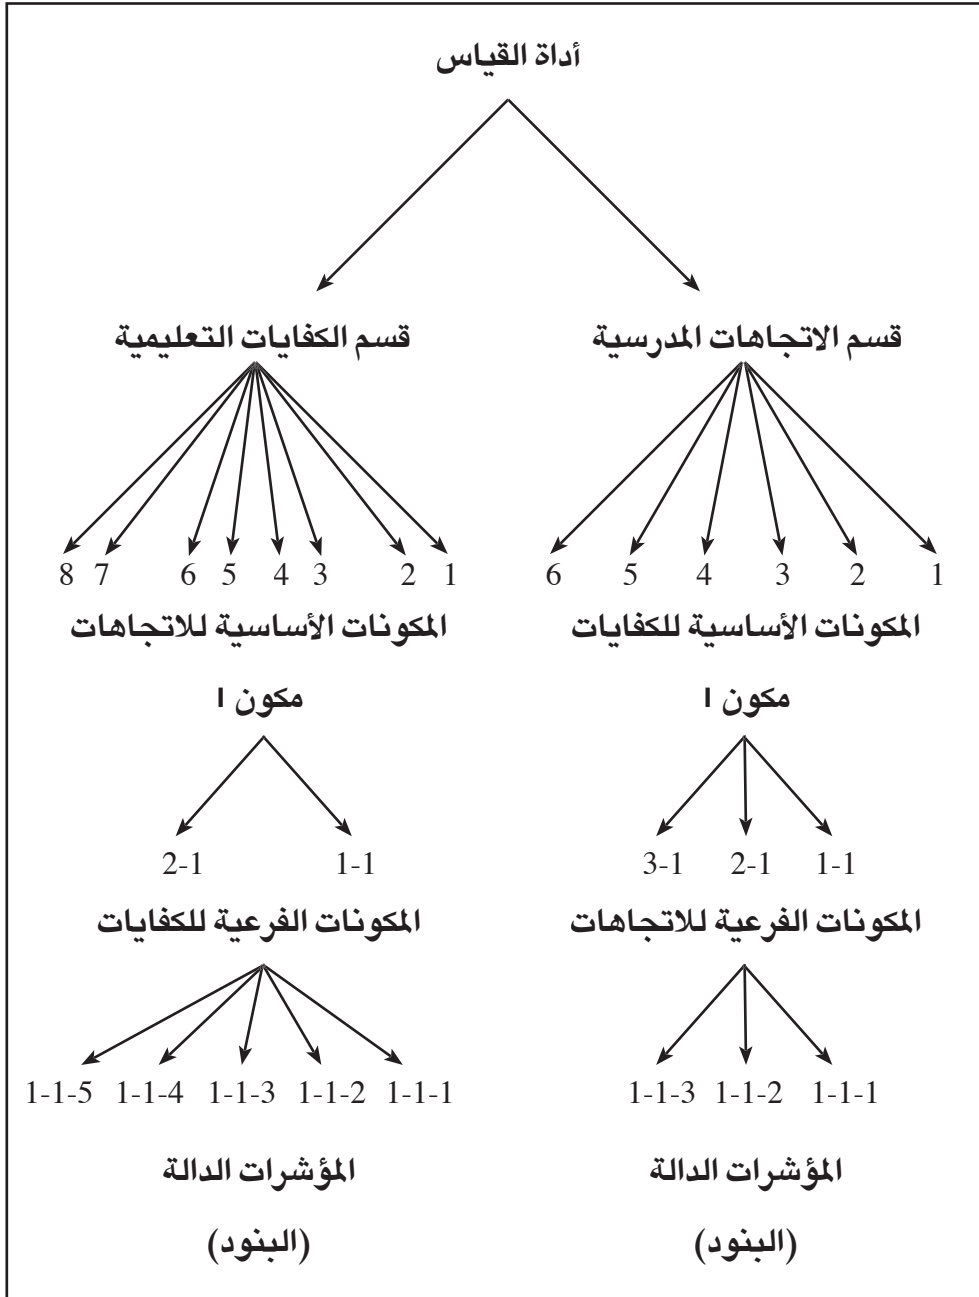 أداة القياس
قسم الاتجاهات المدرسية
قسم الكفايات التعليمية
1 2 3 4 5 6
1 2 3 4 5 6 7 8
المكونات الأساسية للكفايات
المكونات الأساسية للاتجاهات
مكون ا
مكون ا
1-1 2-1 3-1
1-1 2-1
المكونات الفرعية للاتجاهات
المكونات الفرعية للكفايات
1-1-1 1-1-2 1-1-3
1-1-1 1-1-2 1-1-3 1-1-4 1-1-5
المؤشرات الدالة
المؤشرات الدالة
(البنود)
(البنود)